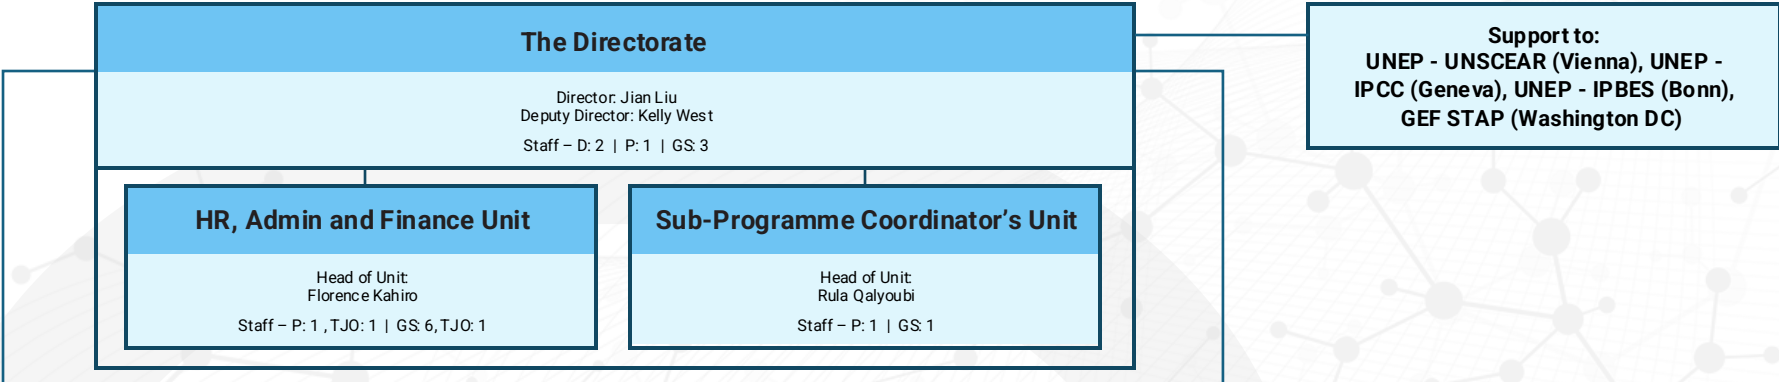 The Directorate
Director: Jian Liu
Deputy Director: Kelly West
Staff – D: 2 | P: 1 | GS: 3
Support to:
UNEP - UNSCEAR (Vienna), UNEP -
IPCC (Geneva), UNEP - IPBES (Bonn),
GEF STAP (Washington DC)
HR, Admin and Finance Unit
Head of Unit:
Florence Kahiro
Staff – P: 1 , TJO: 1 | GS: 6, TJO: 1
Sub-Programme Coordinator’s Unit
Head of Unit:
Rula Qalyoubi
Staff – P: 1 | GS: 1